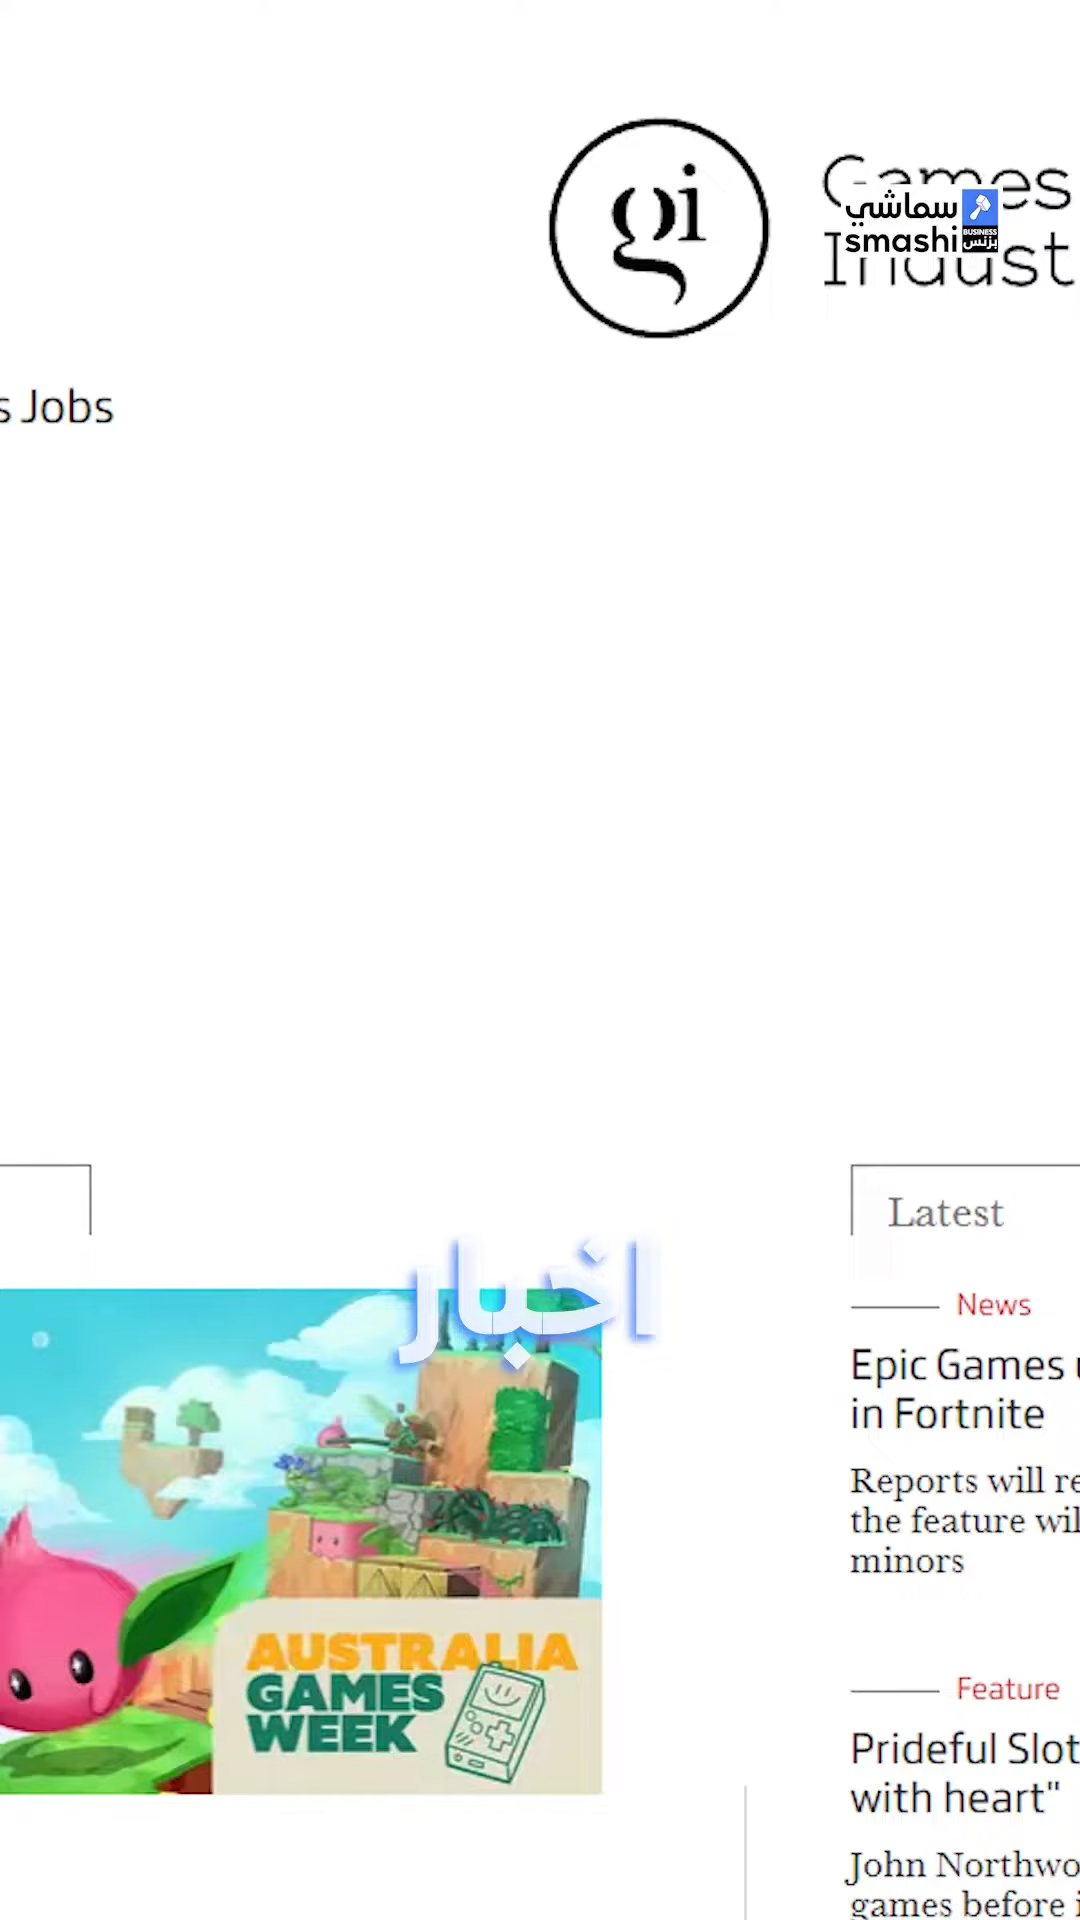 gi
Games
Indust
سماشي
smashi
BUSINESS
بزنس
s Jobs
اخبار
AUSTRALIA
GAMES
WEEK
Latest
News
Epic Games
in Fortnite
Reports will re
the feature wil
minors
Feature
Prideful Slot
with heart"
John Northwo
games before i